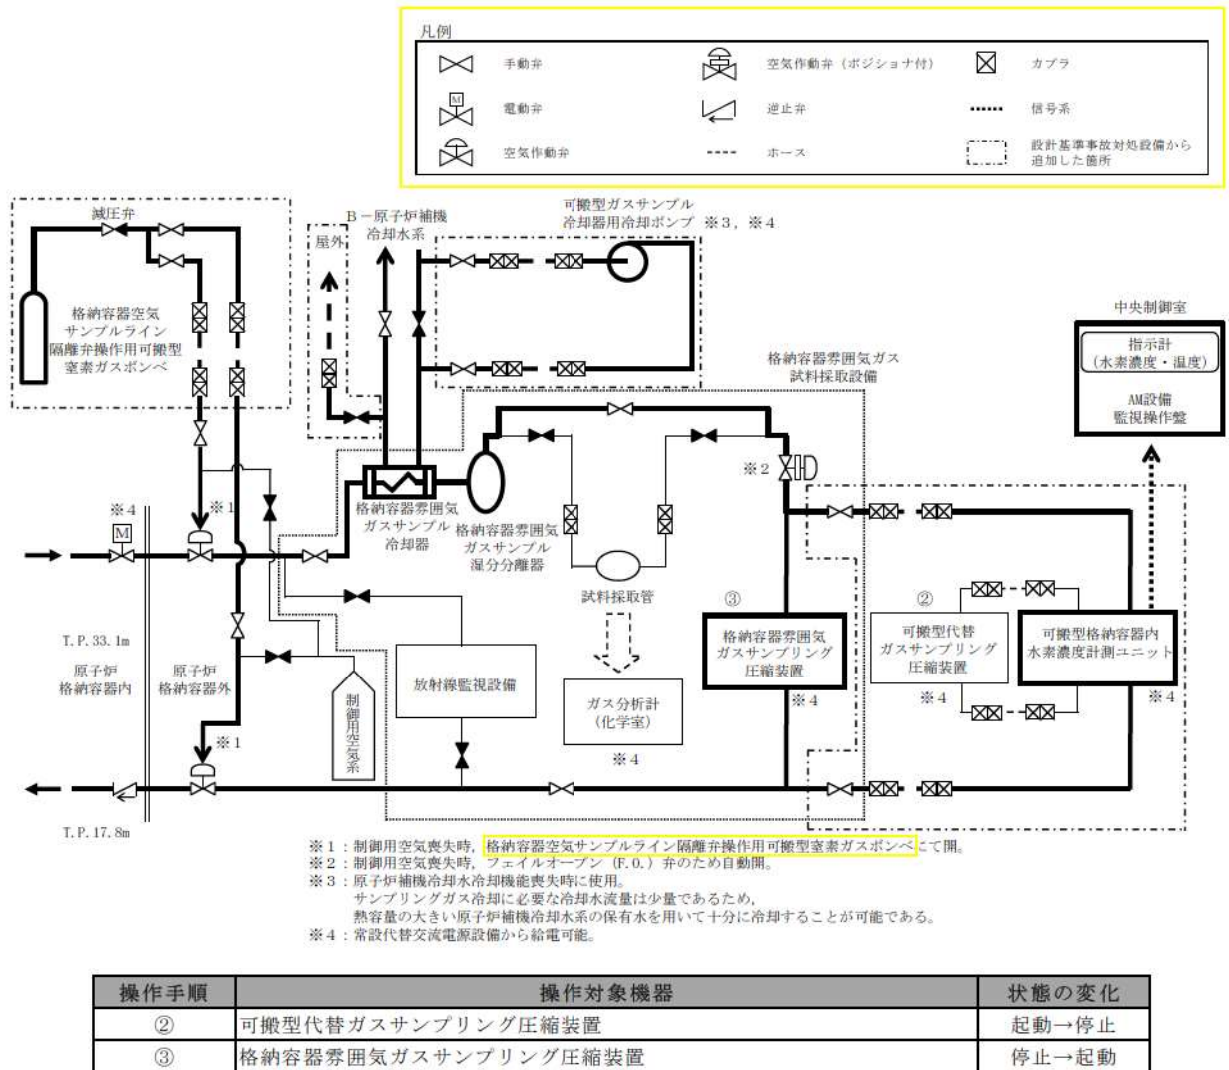 凡例
手動弁
空気作動弁（ポジショナ付）
カプラ
M
電動弁
逆止弁
信号系
空気作動弁
ホース
設計基準事故対処設備から
追加した箇所
減圧弁
格納容器空気
サンプルライン
隔離弁操作用可搬型
窒素ガスボンベ
屋外
B－原子炉補機
冷却水系
可搬型ガスサンプル
冷却器用冷却ポンプ ※3，※4
格納容器雰囲気ガス
試料採取設備
中央制御室
指示計
（水素濃度・温度）
AM設備
監視操作盤
※4
M
※1
格納容器雰囲気
ガスサンプル
冷却器
格納容器雰囲気
ガスサンプル
湿分分離器
※2
試料採取管
③
格納容器雰囲気
ガスサンプリング
圧縮装置
※4
②
可搬型代替
ガスサンプリング
圧縮装置
※4
可搬型格納容器内
水素濃度計測ユニット
※4
T.P.33.1m
原子炉
格納容器内
原子炉
格納容器外
※1
制御用空気系
放射線監視設備
ガス分析計
（化学室）
※4
T.P.17.8m
※1：制御用空気喪失時，格納容器空気サンプルライン隔離弁操作用可搬型窒素ガスボンベにて開。
※2：制御用空気喪失時，フェイルオープン（F.O.）弁のため自動開。
※3：原子炉補機冷却水冷却機能喪失時に使用。
サンプリングガス冷却に必要な冷却水流量は少量であるため，
熱容量の大きい原子炉補機冷却水系の保有水を用いて十分に冷却することが可能である。
※4：常設代替交流電源設備から給電可能。
操作手順 操作対象機器 状態の変化
② 可搬型代替ガスサンプリング圧縮装置 起動→停止
③ 格納容器雰囲気ガスサンプリング圧縮装置 停止→起動